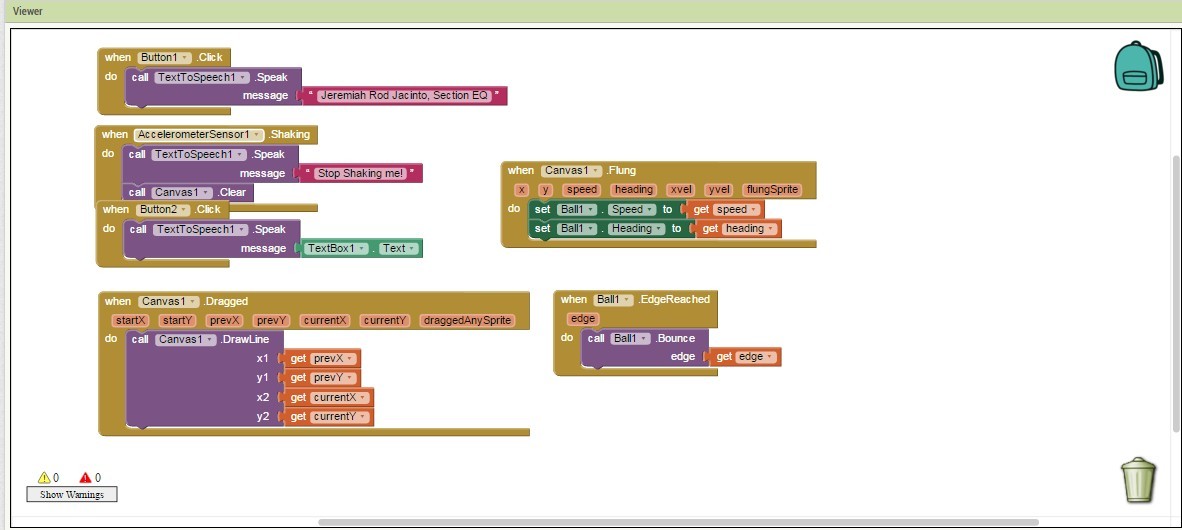 Viewer
when Button1 .Click
do call TextToSpeech1 .Speak
message " Jeremiah Rod Jacinto, Section EQ "
when AccelerometerSensor1 .Shaking
do call TextToSpeech1 .Speak
message " Stop Shaking me! "
call Canvas1 .Clear
when Button2 .Click
do call TextToSpeech1 .Speak
message TextBox1 . Text
when Canvas1 .Flung
x y speed heading xvel yvel flungSprite
do set Ball1 . Speed to get speed
set Ball1 . Heading to get heading
when Canvas1 .Dragged
startX startY prevX prevY currentX currentY draggedAnySprite
do call Canvas1 .DrawLine
x1 get prevX
y1 get prevY
x2 get currentX
y2 get currentY
when Ball1 .EdgeReached
edge
do call Ball1 .Bounce
edge get edge
0 0
Show Warnings